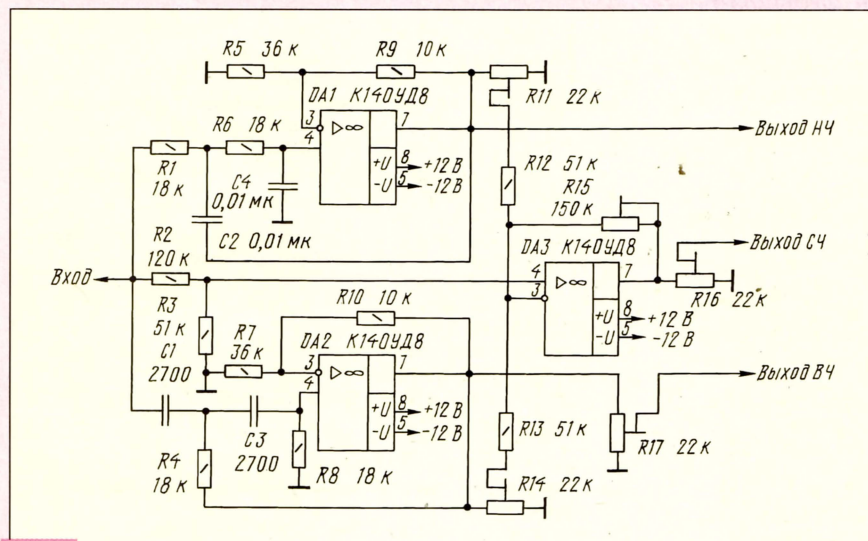 R5 36 к
R9 10 к
DA1 К140УД8
R11 22 к
3
▷∞
7
Выход НЧ
R6 18 к
4
+U
8
+12 В
R1
18 к
C4
0,01 мк
-U
5
-12 В
R12 51 к
R15
150 к
C2 0,01 мк
R2
120 к
DA3 К140УД8
Выход СЧ
Вход
4
▷∞
7
3
R16 22 к
R3
51 к
R10 10 к
+U
8
+12 В
R7
36 к
DA2 К140УД8
-U
5
-12 В
C1
2700
3
▷∞
7
Выход ВЧ
4
+U
8
+12 В
C3
2700
-U
5
-12 В
R13 51 к
R17 22 к
R4
18 к
R8 18 к
R14 22 к